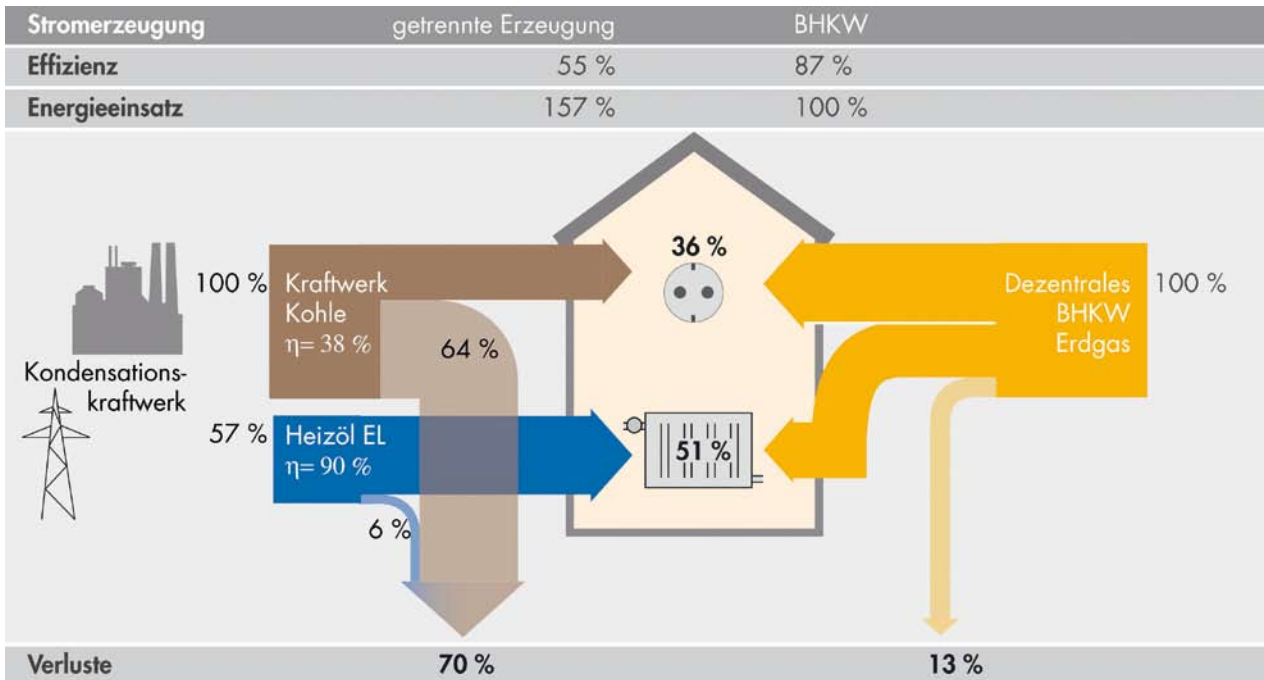 Stromerzeugung getrennte Erzeugung BHKW
Effizienz 55 % 87 %
Energieeinsatz 157 % 100 %
36 %
100 % Kraftwerk Dezentrales 100 %
Kohle BHKW
η= 38 % Erdgas
64 %
Kondensations-
kraftwerk
57 % Heizöl EL
η= 90 %
51 %
6 %
Verluste 70 % 13 %